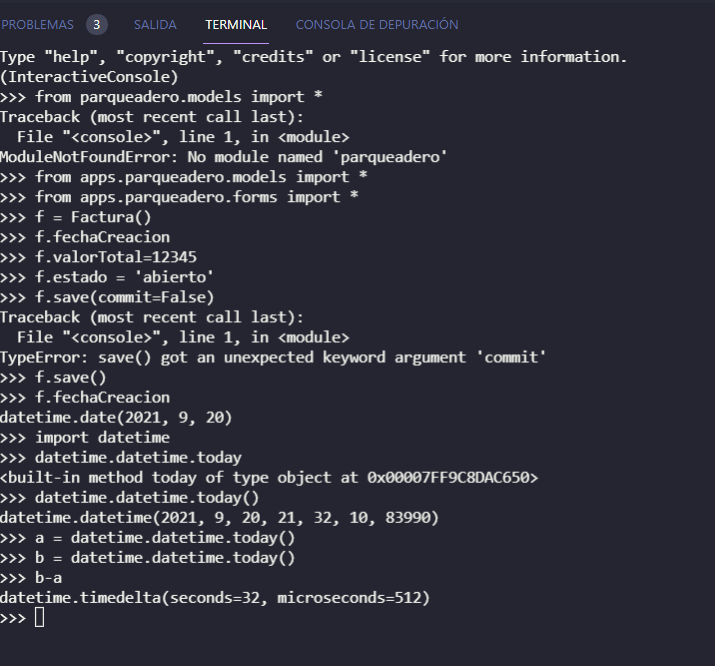 PROBLEMAS 3 SALIDA TERMINAL CONSOLA DE DEPURACIÓN
Type "help", "copyright", "credits" or "license" for more information.
(InteractiveConsole)
>>> from parqueadero.models import *
Traceback (most recent call last):
  File "<console>", line 1, in <module>
ModuleNotFoundError: No module named 'parqueadero'
>>> from apps.parqueadero.models import *
>>> from apps.parqueadero.forms import *
>>> f = Factura()
>>> f.fechaCreacion
>>> f.valorTotal=12345
>>> f.estado = 'abierto'
>>> f.save(commit=False)
Traceback (most recent call last):
  File "<console>", line 1, in <module>
TypeError: save() got an unexpected keyword argument 'commit'
>>> f.save()
>>> f.fechaCreacion
datetime.date(2021, 9, 20)
>>> import datetime
>>> datetime.datetime.today
<built-in method today of type object at 0x00007FF9C8DAC650>
>>> datetime.datetime.today()
datetime.datetime(2021, 9, 20, 21, 32, 10, 83990)
>>> a = datetime.datetime.today()
>>> b = datetime.datetime.today()
>>> b-a
datetime.timedelta(seconds=32, microseconds=512)
>>>